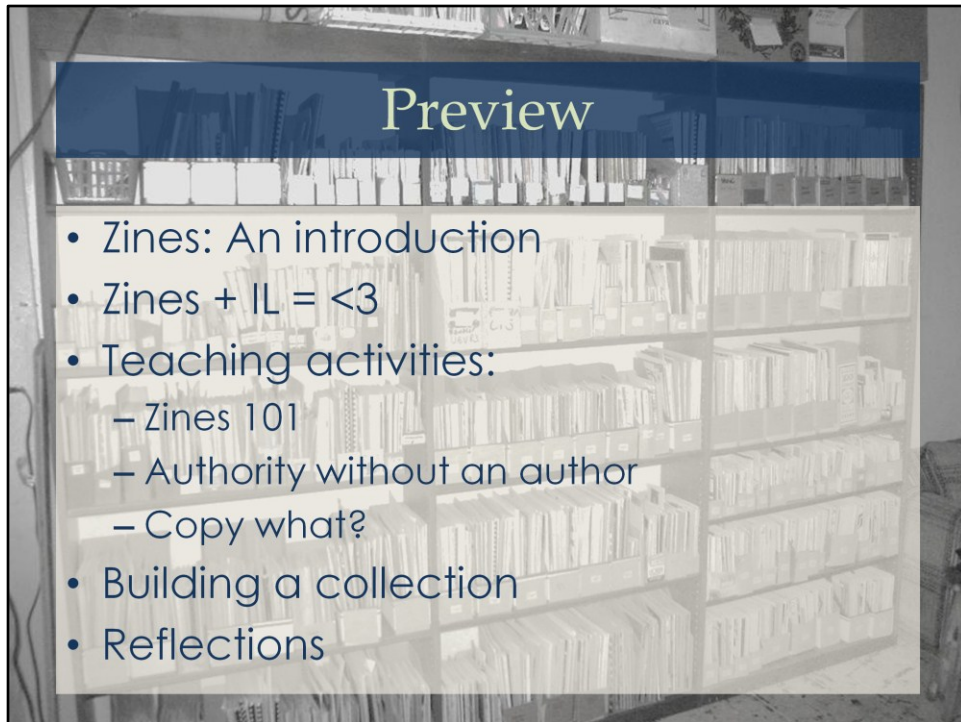 Preview
• Zines: An introduction
• Zines + IL = <3
• Teaching activities:
– Zines 101
– Authority without an author
– Copy what?
• Building a collection
• Reflections